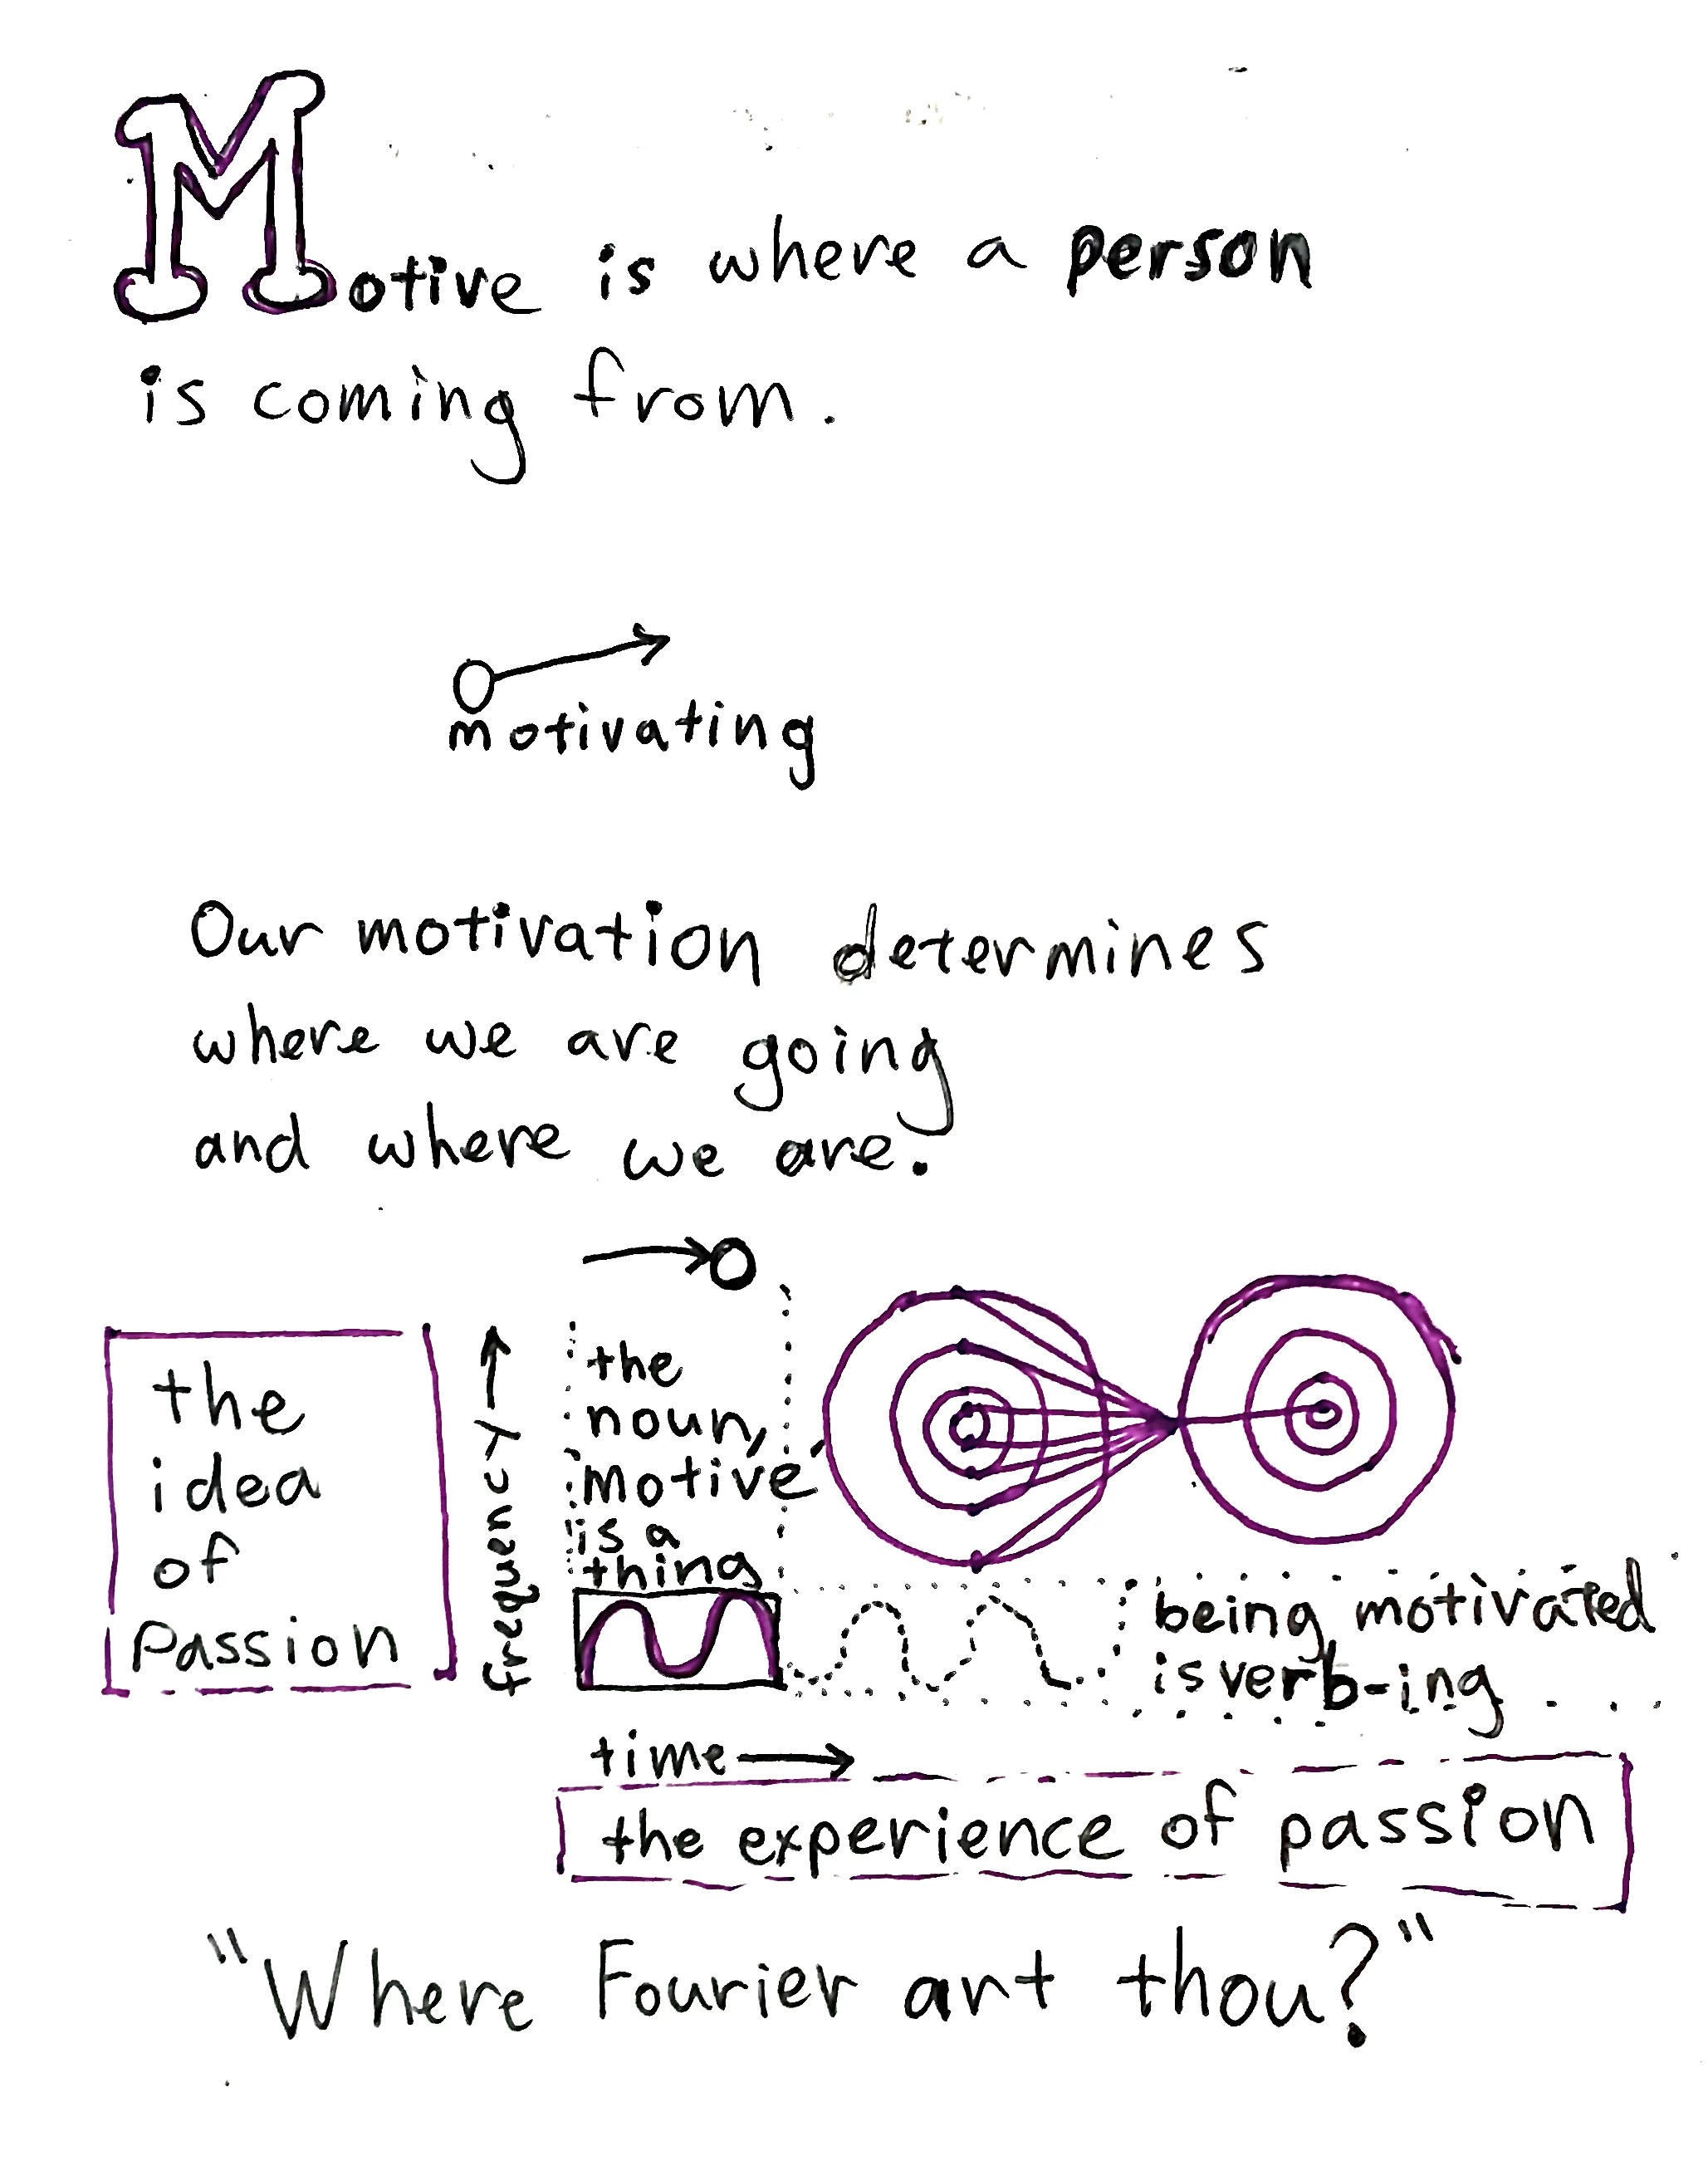 Motive is where a person
is coming from.
motivating
Our motivation determines
where we are going
and where we are.
the
idea
of
passion
frequency
the
noun,
motive
is a
thing
being motivated
is verb-ing
time
the experience of passion
"Where Fourier art thou?"